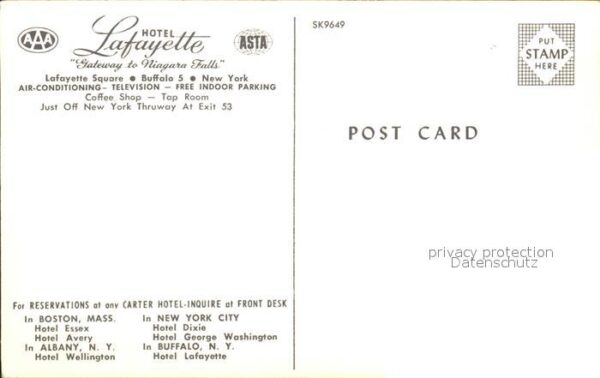 AAA
HOTEL
Lafayette
ASTA
"Gateway to Niagara Falls"
Lafayette Square ● Buffalo 5 ● New York
AIR-CONDITIONING - TELEVISION - FREE INDOOR PARKING
Coffee Shop — Tap Room
Just Off New York Thruway At Exit 53
SK9649
PUT
STAMP
HERE
POST CARD
privacy protection
Datenschutz
For RESERVATIONS at any CARTER HOTEL-INQUIRE at FRONT DESK
In BOSTON, MASS.
Hotel Essex
Hotel Avery
In ALBANY, N. Y.
Hotel Wellington
In NEW YORK CITY
Hotel Dixie
Hotel George Washington
In BUFFALO, N. Y.
Hotel Lafayette